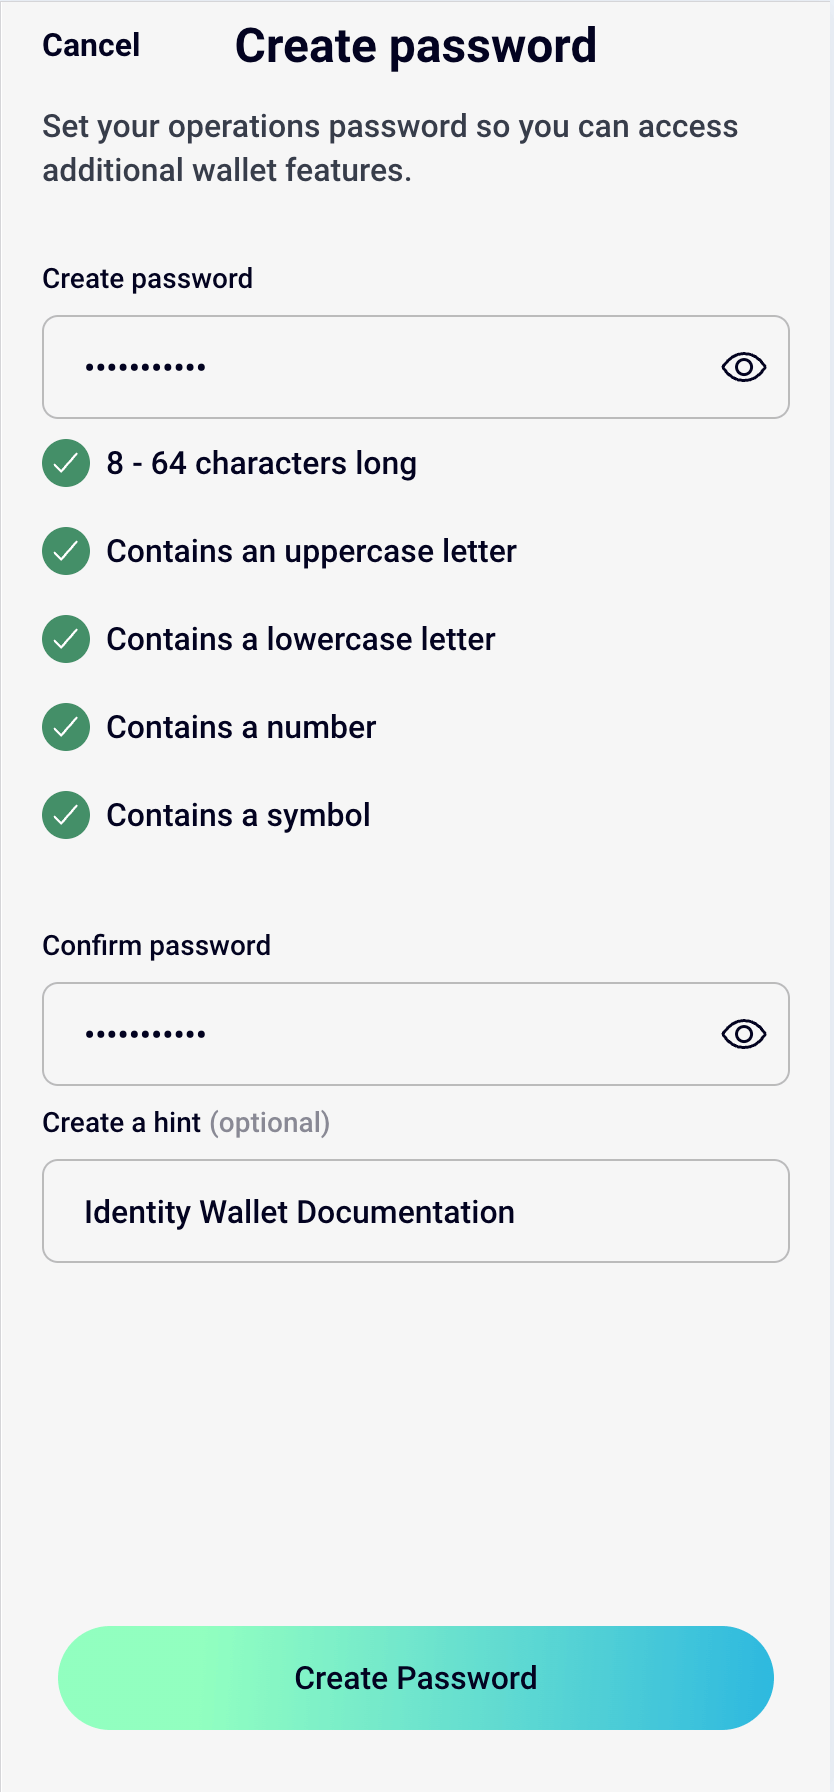 Cancel
Create password
Set your operations password so you can access
additional wallet features.
Create password
•••••••••••
8 - 64 characters long
Contains an uppercase letter
Contains a lowercase letter
Contains a number
Contains a symbol
Confirm password
•••••••••••
Create a hint (optional)
Identity Wallet Documentation
Create Password